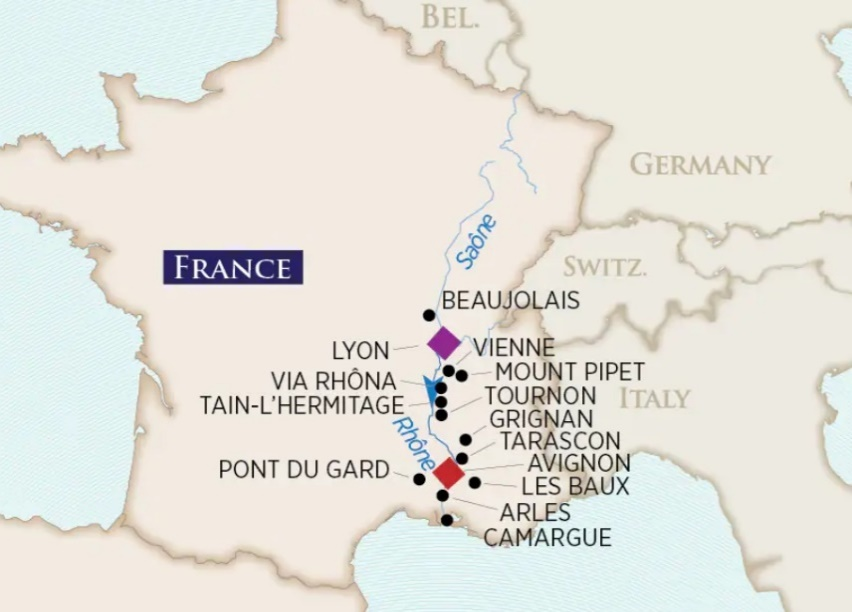 BEL.
GERMANY
Saône
FRANCE
SWITZ.
BEAUJOLAIS
LYON
VIENNE
MOUNT PIPET
VIA RHÔNA
TOURNON
ITALY
TAIN-L'HERMITAGE
GRIGNAN
Rhône
TARASCON
AVIGNON
PONT DU GARD
LES BAUX
ARLES
CAMARGUE